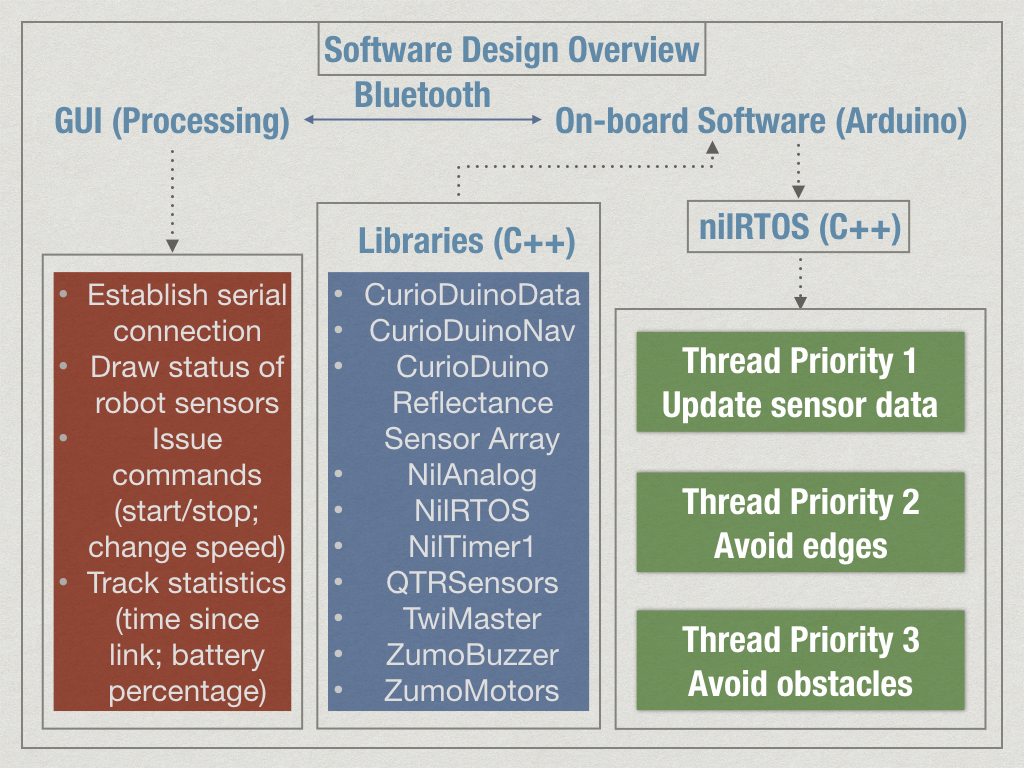 Software Design Overview
Bluetooth
GUI (Processing)
On-board Software (Arduino)
• Establish serial
connection
• Draw status of
robot sensors
• Issue
commands
(start/stop;
change speed)
• Track statistics
(time since
link; battery
percentage)
Libraries (C++)
• CurioDuinoData
• CurioDuinoNav
• CurioDuino
Reflectance
Sensor Array
• NilAnalog
• NilRTOS
• NilTimer1
• QTRSensors
• TwiMaster
• ZumoBuzzer
• ZumoMotors
nilRTOS (C++)
Thread Priority 1
Update sensor data
Thread Priority 2
Avoid edges
Thread Priority 3
Avoid obstacles